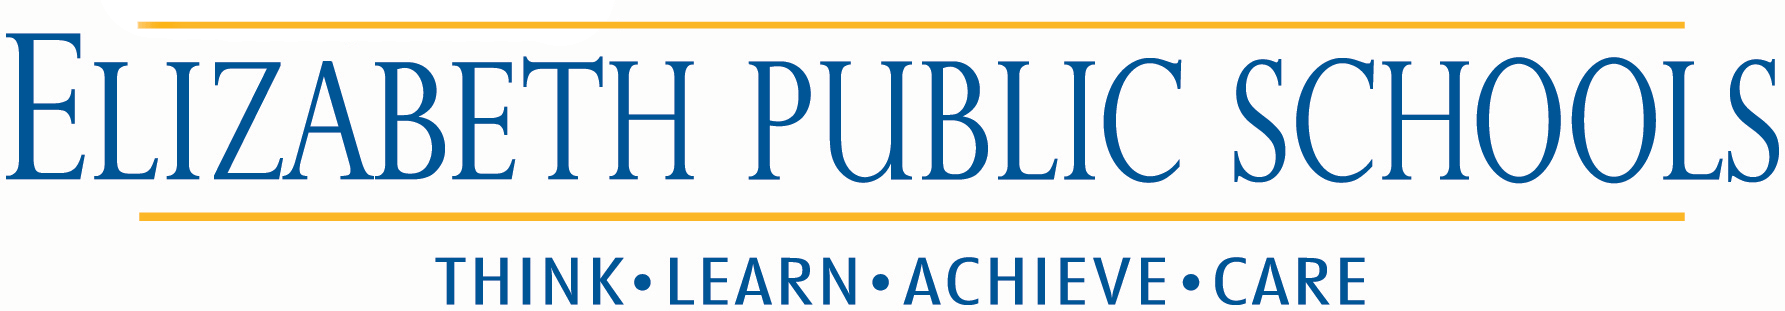 ELIZABETH PUBLIC SCHOOLS
THINK•LEARN•ACHIEVE•CARE